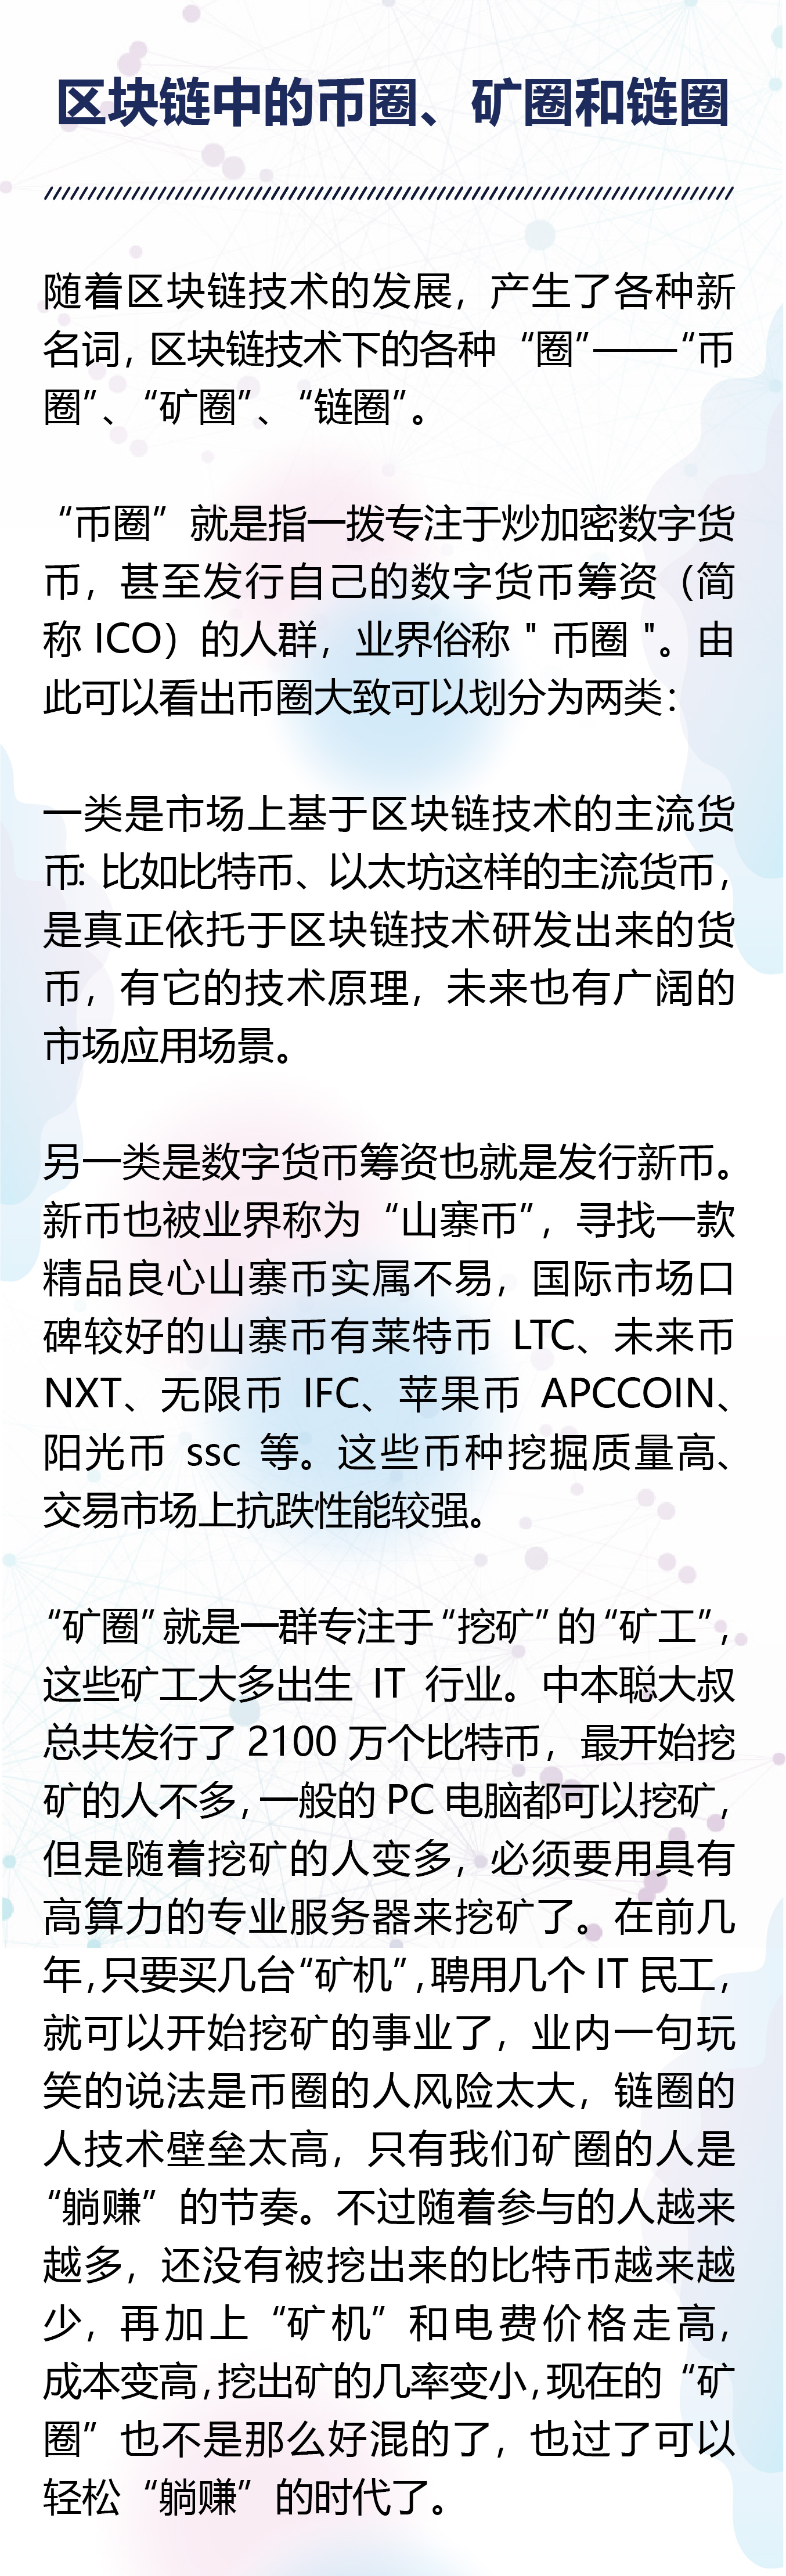 区块链中的币圈、矿圈和链圈
随着区块链技术的发展，产生了各种新
名词，区块链技术下的各种“圈”——“币
圈”、“矿圈”、“链圈”。
“币圈”就是指一拨专注于炒加密数字货
币，甚至发行自己的数字货币筹资（简
称 ICO）的人群，业界俗称 " 币圈 "。由
此可以看出币圈大致可以划分为两类：
一类是市场上基于区块链技术的主流货
币：比如比特币、以太坊这样的主流货币，
是真正依托于区块链技术研发出来的货
币，有它的技术原理，未来也有广阔的
市场应用场景。
另一类是数字货币筹资也就是发行新币。
新币也被业界称为“山寨币”，寻找一款
精品良心山寨币实属不易，国际市场口
碑较好的山寨币有莱特币 LTC、未来币
NXT、无限币 IFC、苹果币 APCCOIN、
阳光币 ssc 等。这些币种挖掘质量高、
交易市场上抗跌性能较强。
“矿圈”就是一群专注于“挖矿”的“矿工”，
这些矿工大多出生 IT 行业。中本聪大叔
总共发行了 2100 万个比特币，最开始挖
矿的人不多，一般的 PC 电脑都可以挖矿，
但是随着挖矿的人变多，必须要用具有
高算力的专业服务器来挖矿了。在前几
年，只要买几台“矿机”，聘用几个 IT 民工，
就可以开始挖矿的事业了，业内一句玩
笑的说法是币圈的人风险太大，链圈的
人技术壁垒太高，只有我们矿圈的人是
“躺赚”的节奏。不过随着参与的人越来
越多，还没有被挖出来的比特币越来越
少，再加上“矿机”和电费价格走高，
成本变高，挖出矿的几率变小，现在的“矿
圈”也不是那么好混的了，也过了可以
轻松“躺赚”的时代了。